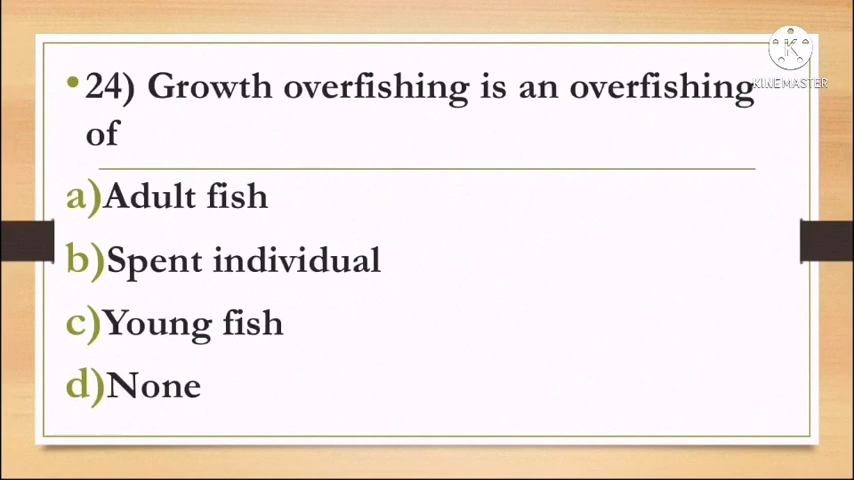 •24) Growth overfishing is an overfishing
of
a)Adult fish
b)Spent individual
c)Young fish
d)None
K
KINEMASTER